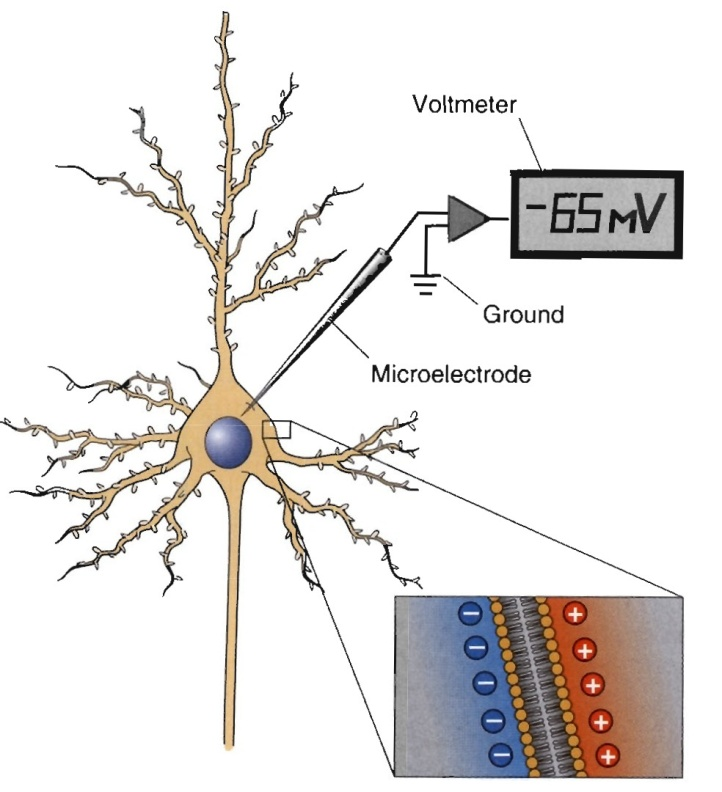 Voltmeter
-65 mV
Ground
Microelectrode
− +
− +
− +
− +
− +